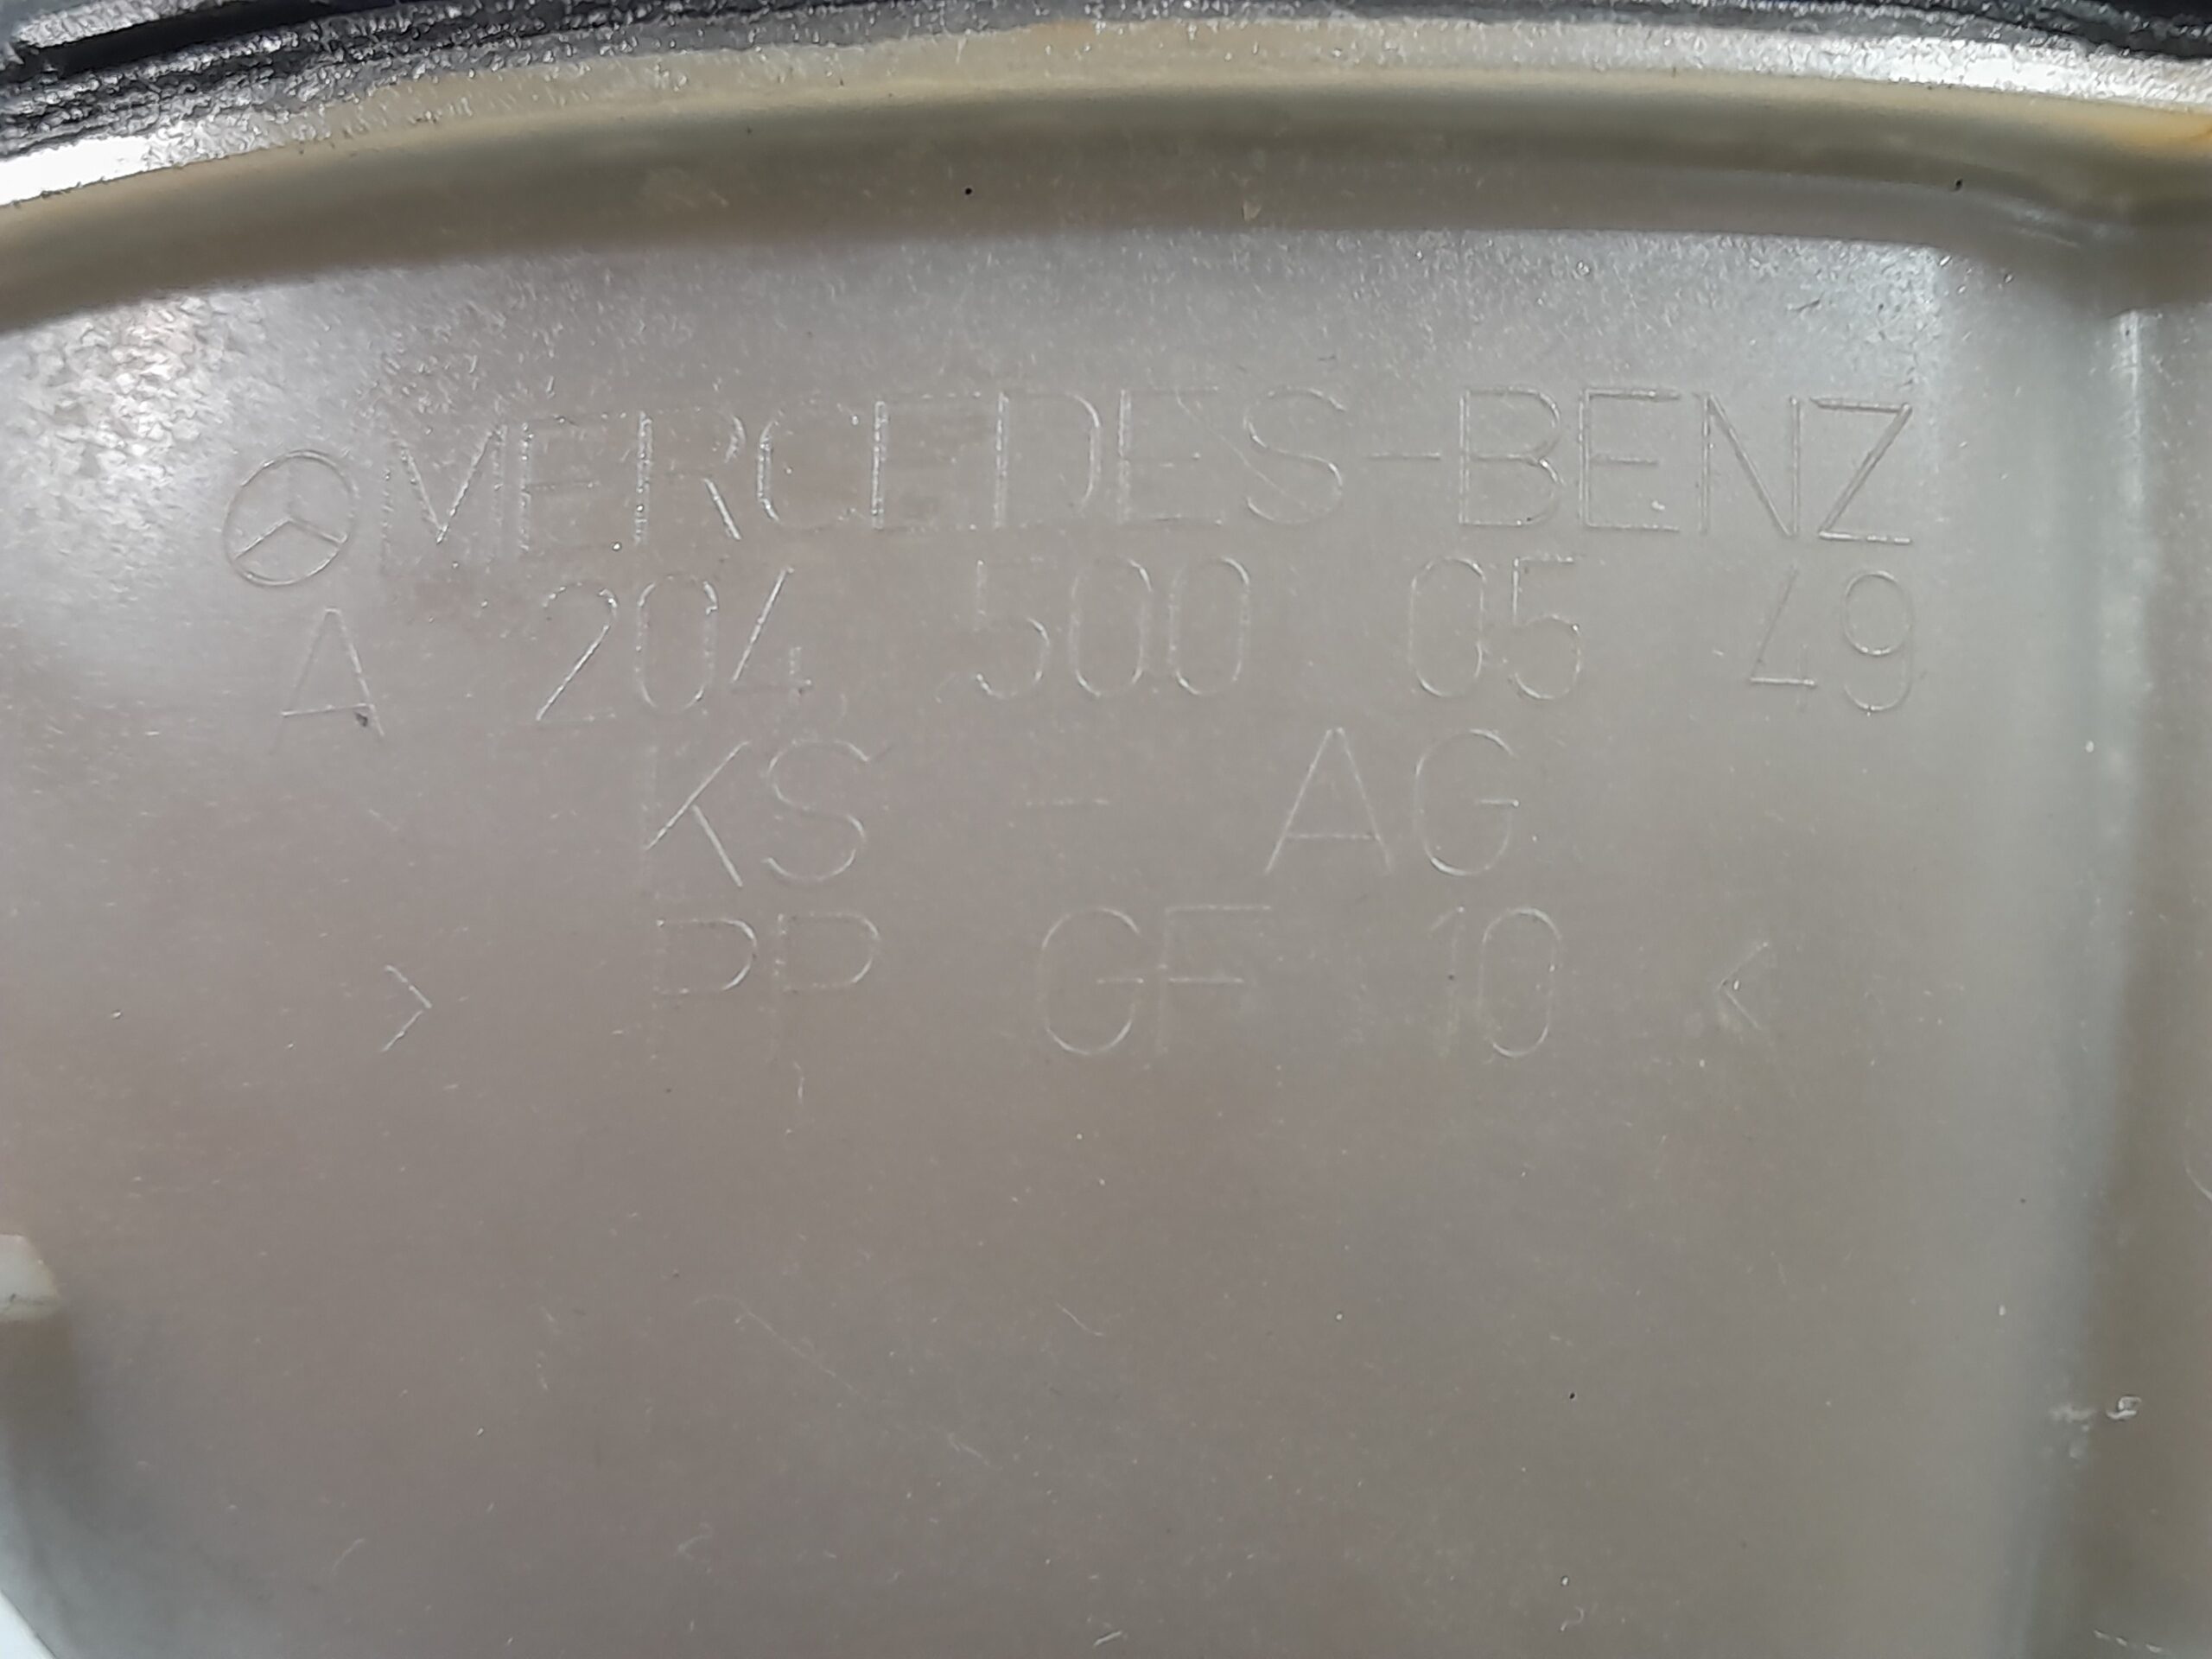 MERCEDES-BENZ
A 204 500 05 49
KS - AG
> PP GF 10 <